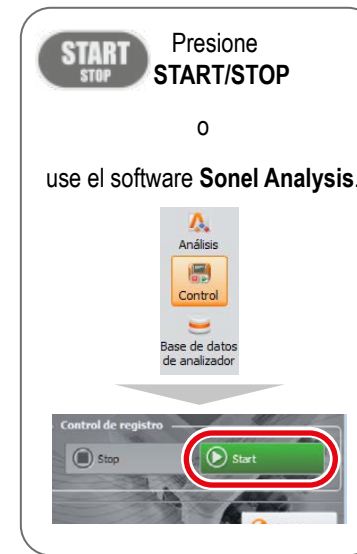 START
STOP
Presione
START/STOP
o
use el software Sonel Analysis.
Análisis
Control
Base de datos
de analizador
Control de registro
Stop
Start